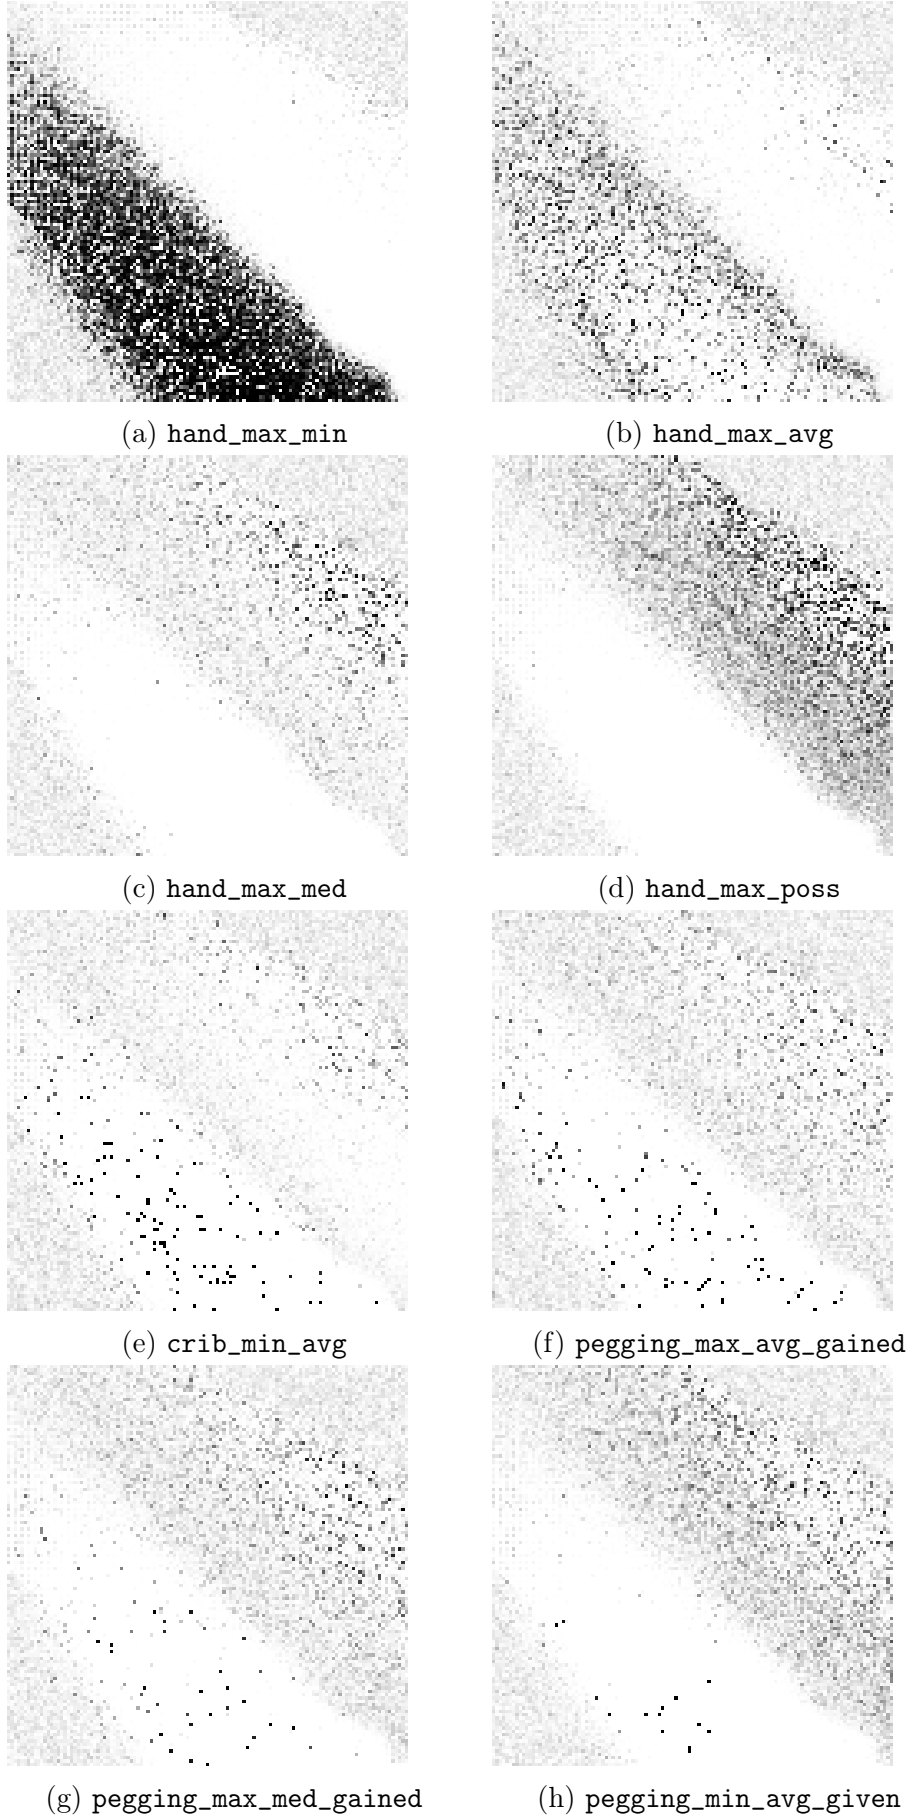 (a) hand_max_min
(b) hand_max_avg
(c) hand_max_med
(d) hand_max_poss
(e) crib_min_avg
(f) pegging_max_avg_gained
(g) pegging_max_med_gained
(h) pegging_min_avg_given